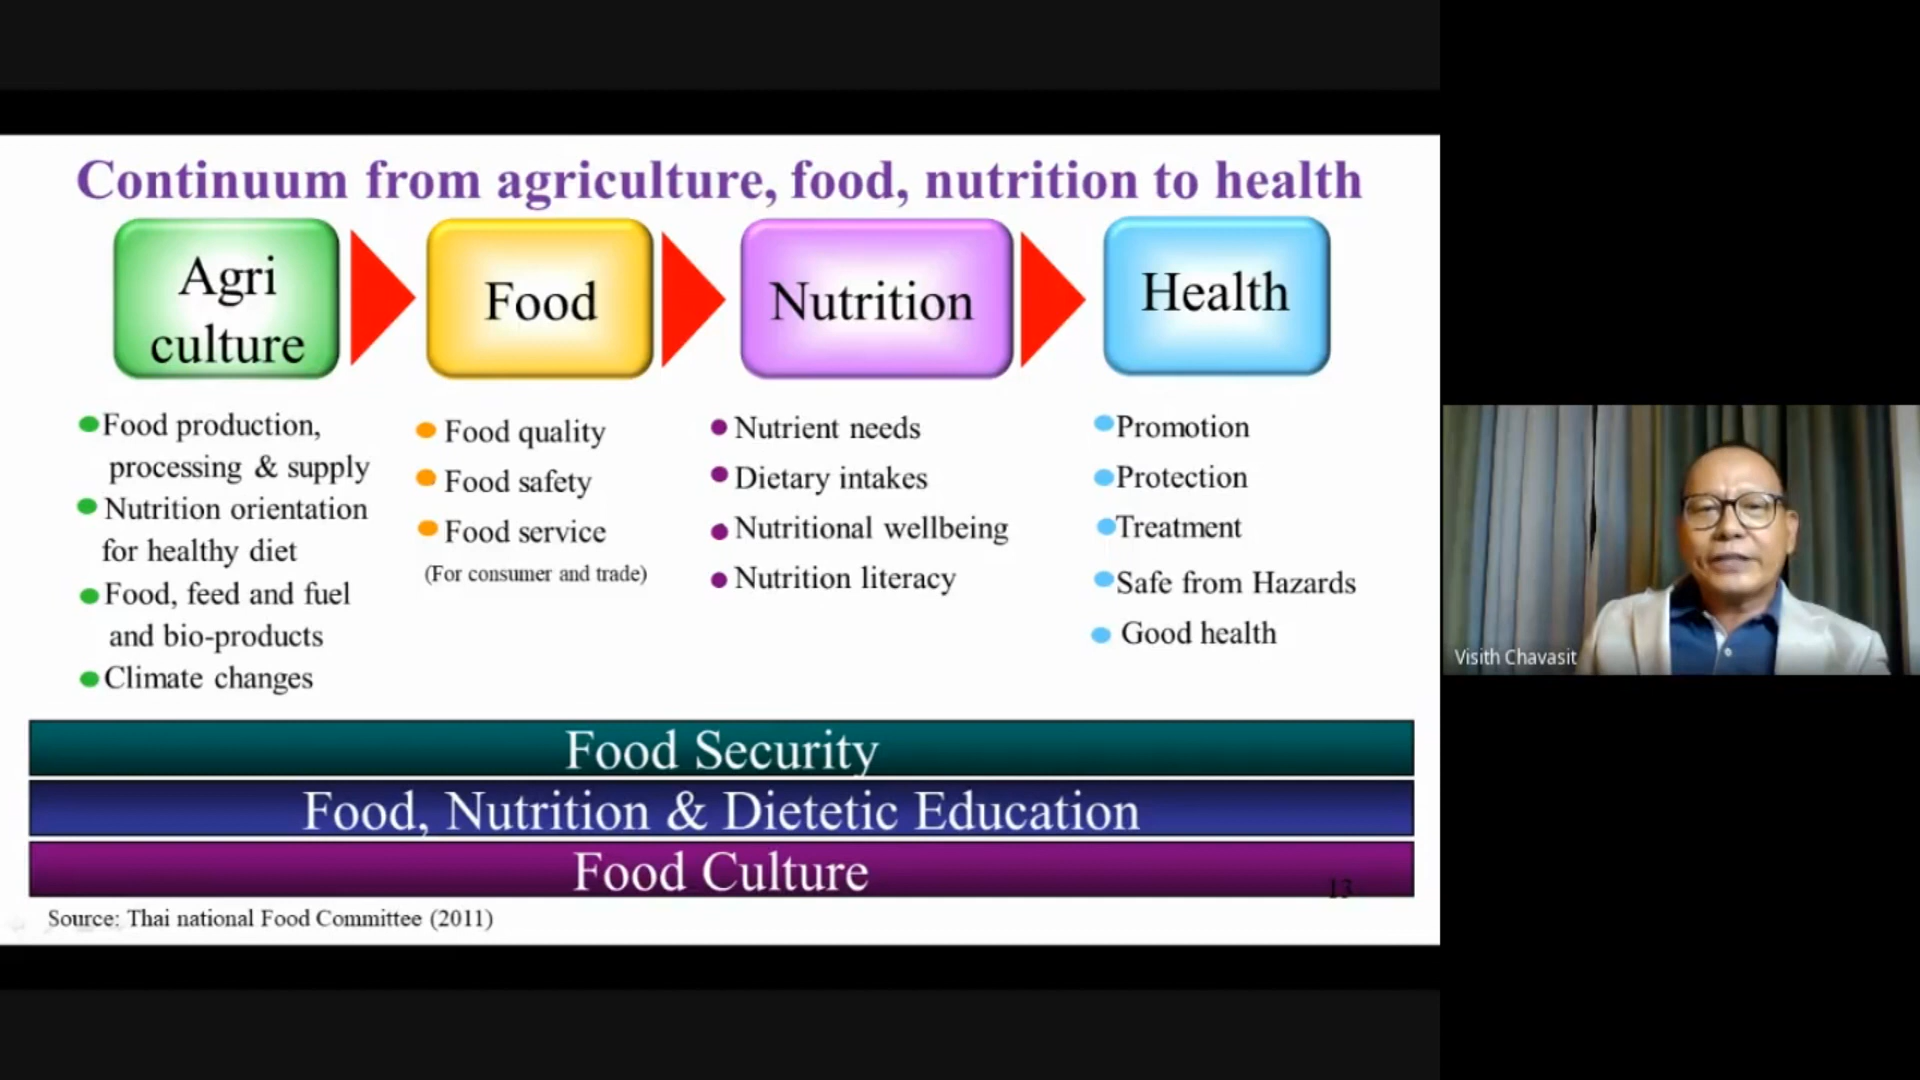 Continuum from agriculture, food, nutrition to health
Agri
culture
Food
Nutrition
Health
Food production,
processing & supply
Nutrition orientation
for healthy diet
Food, feed and fuel
and bio-products
Climate changes
Food quality
Food safety
Food service
(For consumer and trade)
Nutrient needs
Dietary intakes
Nutritional wellbeing
Nutrition literacy
Promotion
Protection
Treatment
Safe from Hazards
Good health
Food Security
Food, Nutrition & Dietetic Education
Food Culture
13
Source: Thai national Food Committee (2011)
Visith Chavasit